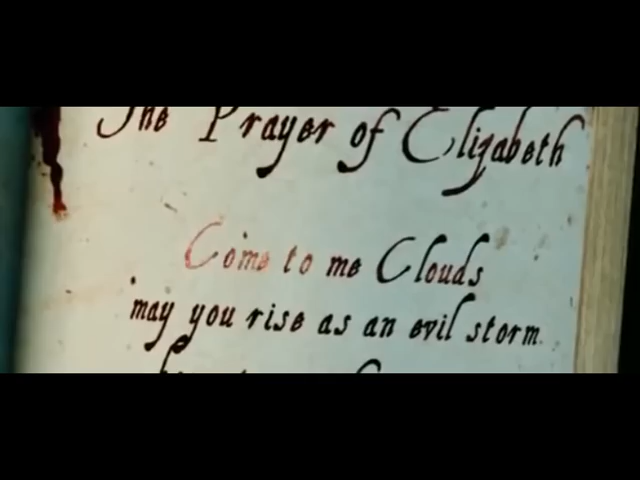 The Prayer of Elizabeth
Come to me Clouds
may you rise as an evil storm